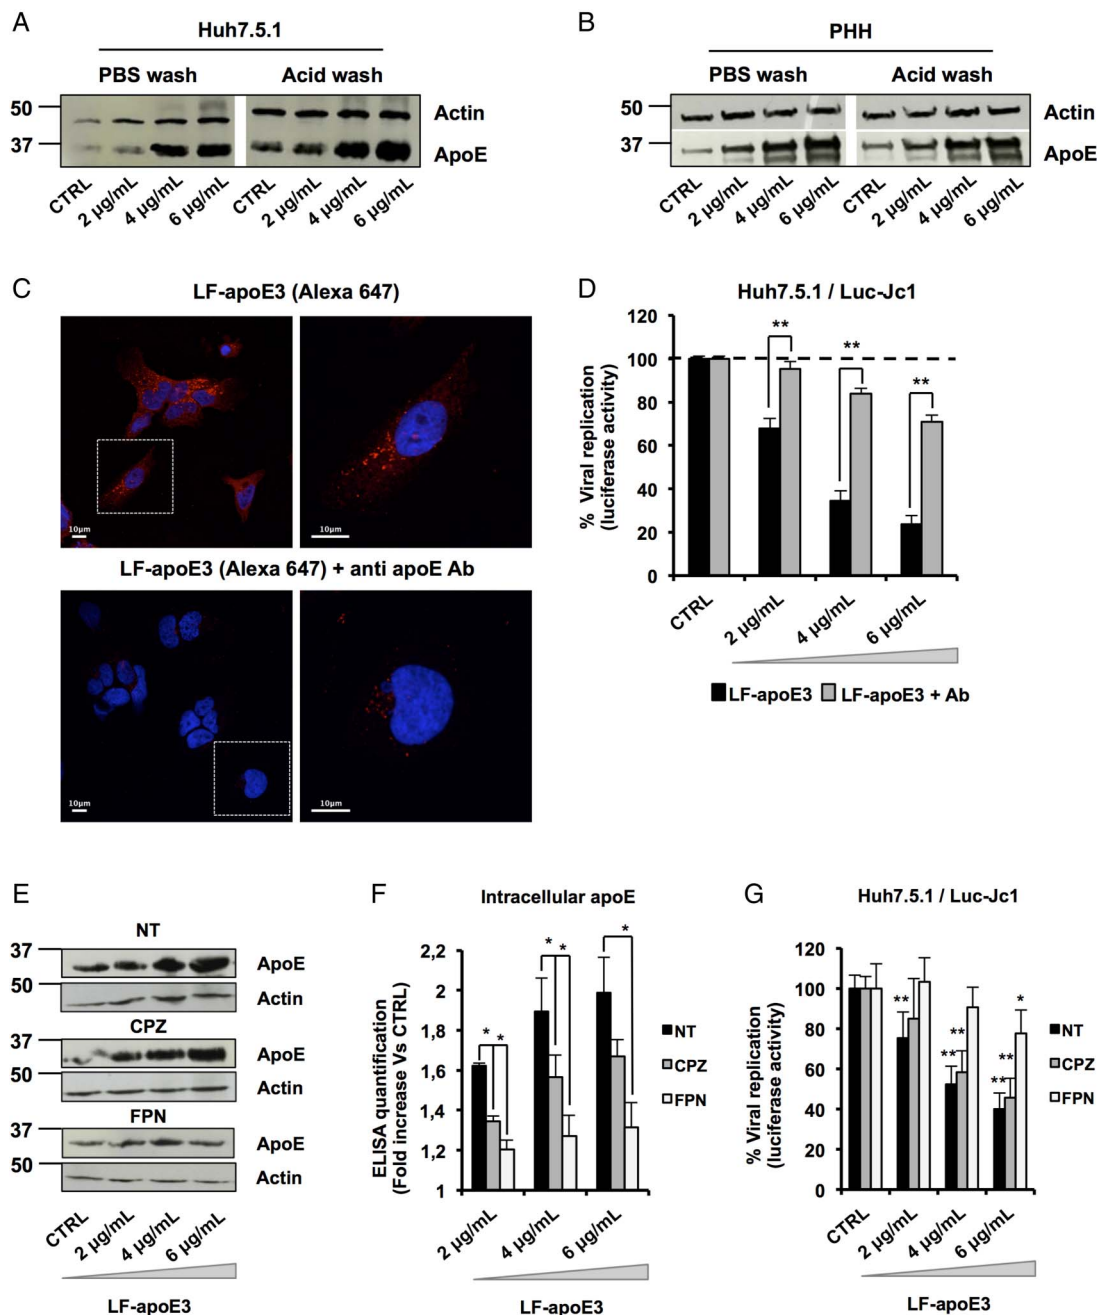 A
Huh7.5.1
PBS wash Acid wash
50
Actin
37
ApoE
CTRL 2 µg/mL 4 µg/mL 6 µg/mL CTRL 2 µg/mL 4 µg/mL 6 µg/mL
B
PHH
PBS wash Acid wash
50
Actin
37
ApoE
CTRL 2 µg/mL 4 µg/mL 6 µg/mL CTRL 2 µg/mL 4 µg/mL 6 µg/mL
C
LF-apoE3 (Alexa 647)
10µm 10µm
LF-apoE3 (Alexa 647) + anti apoE Ab
10µm 10µm
D
Huh7.5.1 / Luc-Jc1
% Viral replication
(luciferase activity)
120
100
80
60
40
20
0
** ** **
CTRL 2 µg/mL 4 µg/mL 6 µg/mL
LF-apoE3 LF-apoE3 + Ab
E
NT
37
ApoE
50
Actin
CPZ
37
ApoE
50
Actin
FPN
37
ApoE
50
Actin
CTRL 2 µg/mL 4 µg/mL 6 µg/mL
LF-apoE3
F
Intracellular apoE
ELISA quantification
(Fold increase Vs CTRL)
2,2
2
1,8
1,6
1,4
1,2
1
* * * * *
NT
CPZ
FPN
2 µg/mL 4 µg/mL 6 µg/mL
LF-apoE3
G
Huh7.5.1 / Luc-Jc1
% Viral replication
(luciferase activity)
120
100
80
60
40
20
0
** ** ** ** ** *
NT
CPZ
FPN
CTRL 2 µg/mL 4 µg/mL 6 µg/mL
LF-apoE3